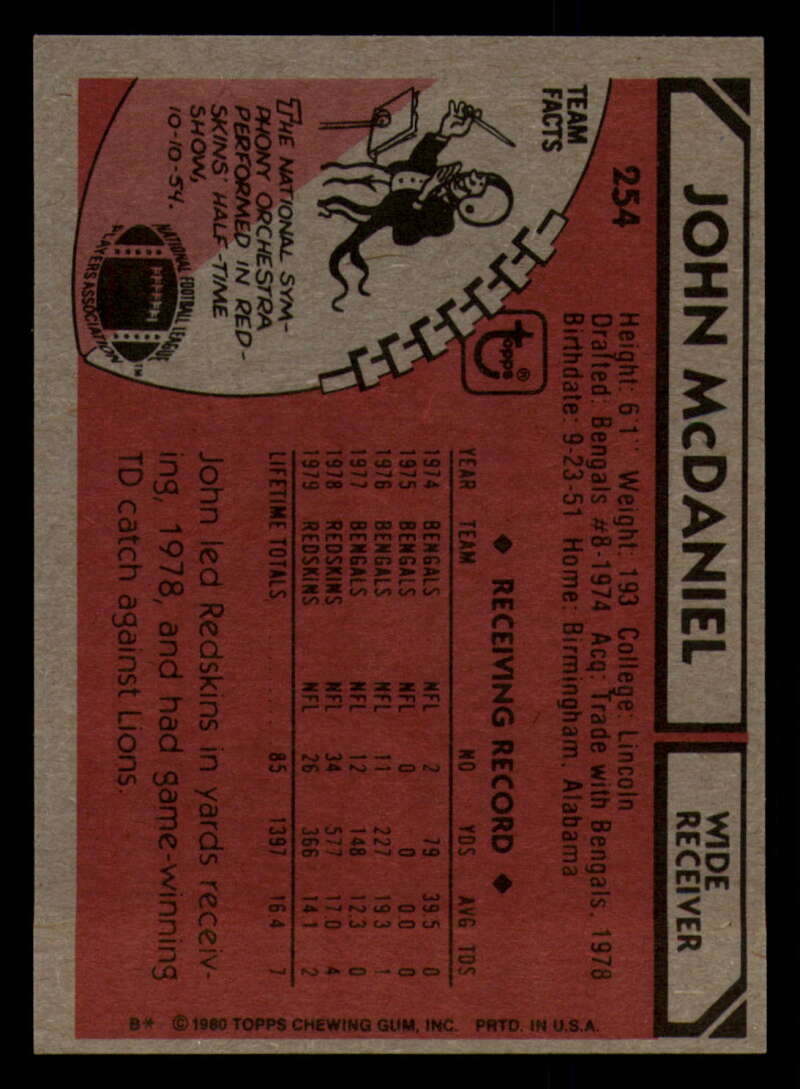 JOHN McDANIEL
WIDE
RECEIVER
254
Height: 6'1" Weight: 193 College: Lincoln
Drafted: Bengals #8-1974 Acq: Trade with Bengals, 1978
Birthdate: 9-23-51 Home: Birmingham, Alabama
TEAM
FACTS
THE NATIONAL SYM-
PHONY ORCHESTRA
PERFORMED IN RED-
SKINS' HALF-TIME
SHOW,
10-10-54.
NATIONAL FOOTBALL LEAGUE
PLAYERS ASSOCIATION
TM
topps®
◆ RECEIVING RECORD ◆
YEAR TEAM NO YDS AVG TDS
1974 BENGALS NFL 2 79 39.5 0
1975 BENGALS NFL 0 0 0.0 0
1976 BENGALS NFL 11 227 19.3 1
1977 BENGALS NFL 12 148 12.3 0
1978 REDSKINS NFL 34 577 17.0 4
1979 REDSKINS NFL 26 366 14.1 2
LIFETIME TOTALS 85 1397 16.4 7
John led Redskins in yards receiv-
ing, 1978, and had game-winning
TD catch against Lions.
B* © 1980 TOPPS CHEWING GUM, INC. PRTD. IN U.S.A.